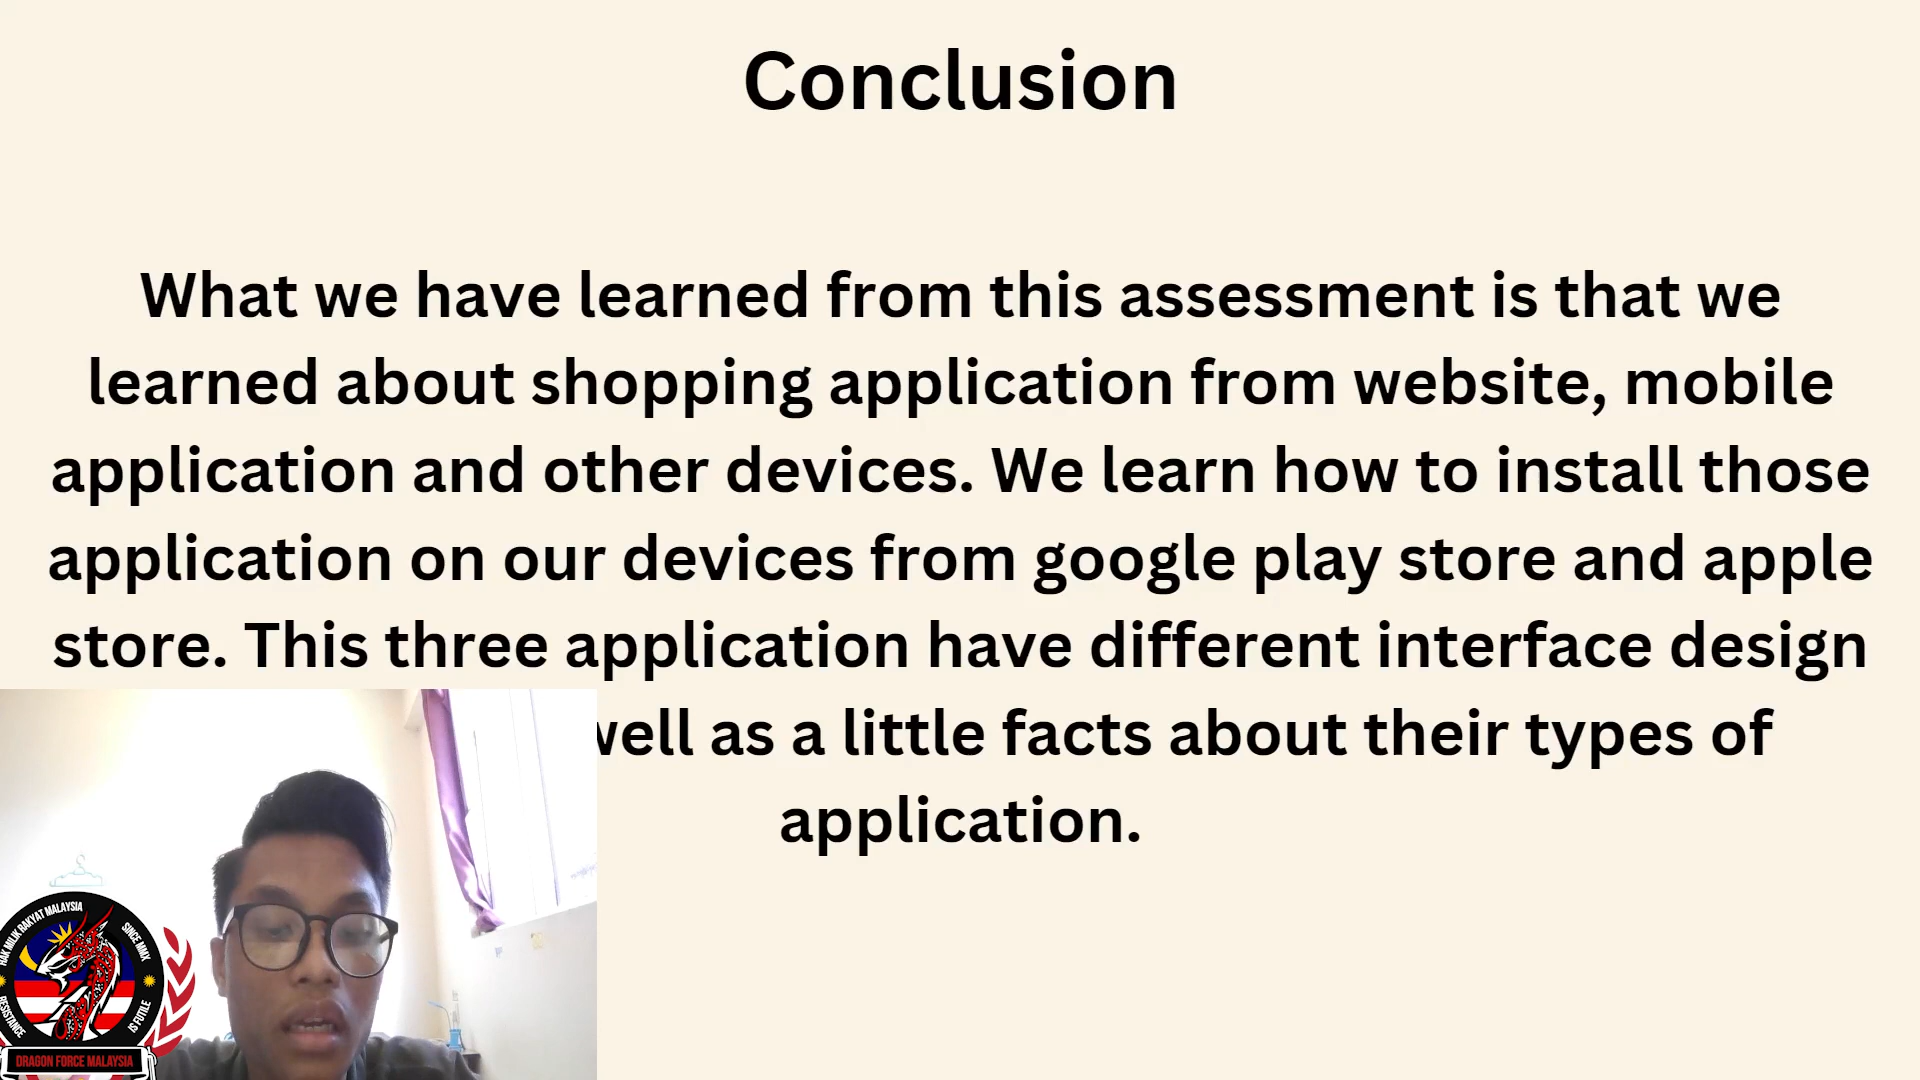 Conclusion
What we have learned from this assessment is that we
learned about shopping application from website, mobile
application and other devices. We learn how to install those
application on our devices from google play store and apple
store. This three application have different interface design
well as a little facts about their types of
application.
HAK MILIK RAKYAT MALAYSIA
SINCE MMX
RESISTANCE
IS FUTILE
DRAGON FORCE MALAYSIA